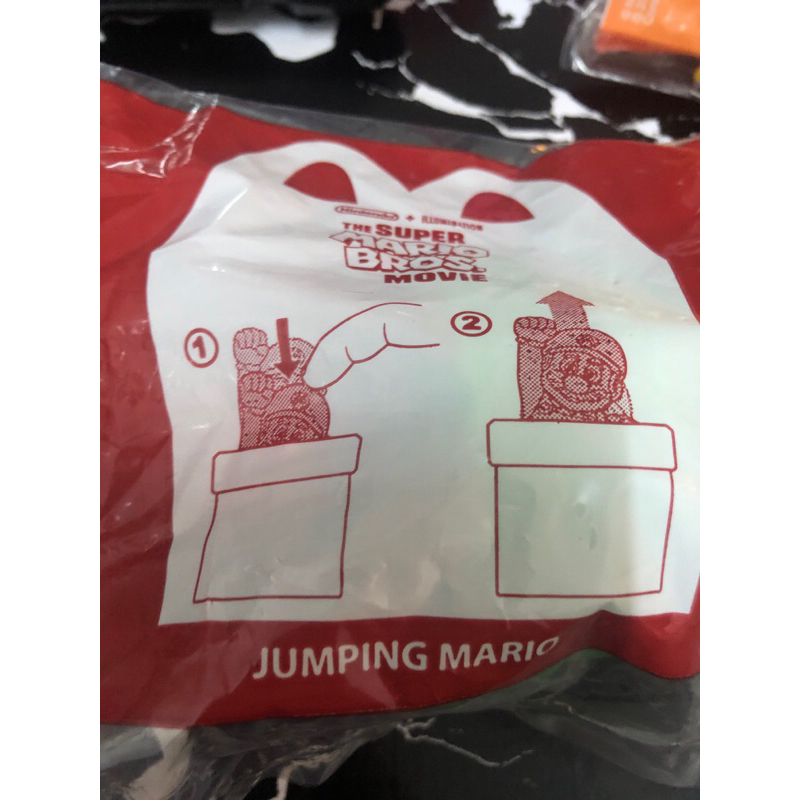 Nintendo + ILLUMINATION
THE SUPER
MARIO
BROS.
MOVIE
1
2
JUMPING MARIO